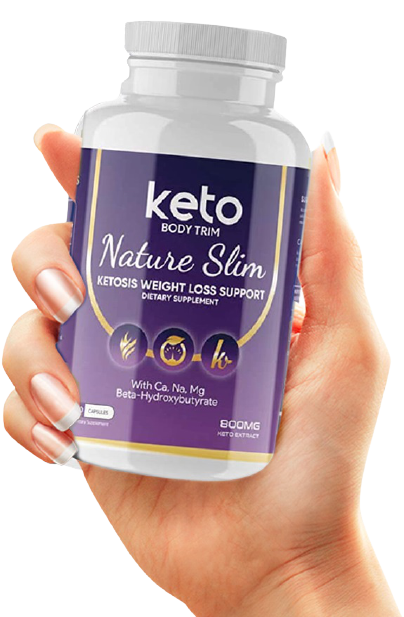 keto
BODY TRIM
Nature Slim
KETOSIS WEIGHT LOSS SUPPORT
DIETARY SUPPLEMENT
With Ca, Na, Mg
Beta-Hydroxybutyrate
CAPSULES
800MG
KETO EXTRACT